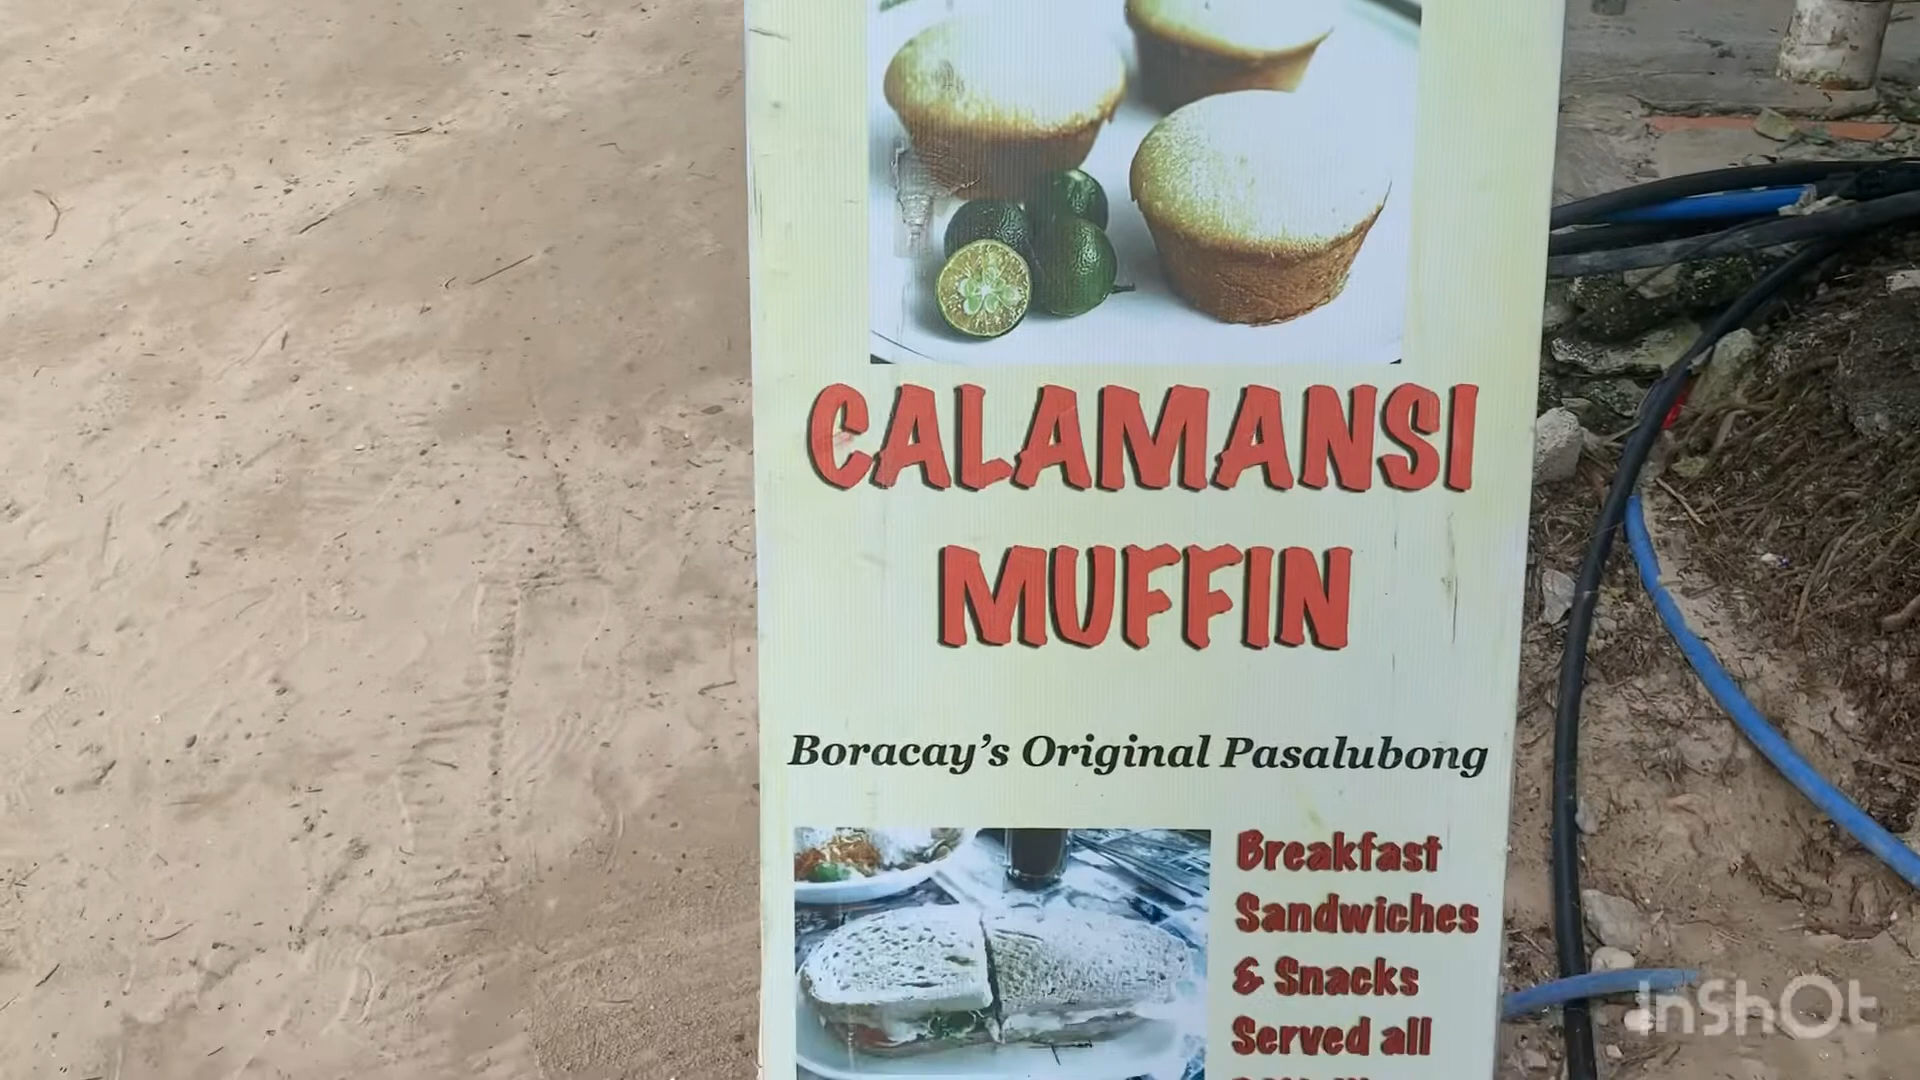 CALAMANSI
MUFFIN
Boracay's Original Pasalubong
Breakfast
Sandwiches
& Snacks
Served all
InShOt